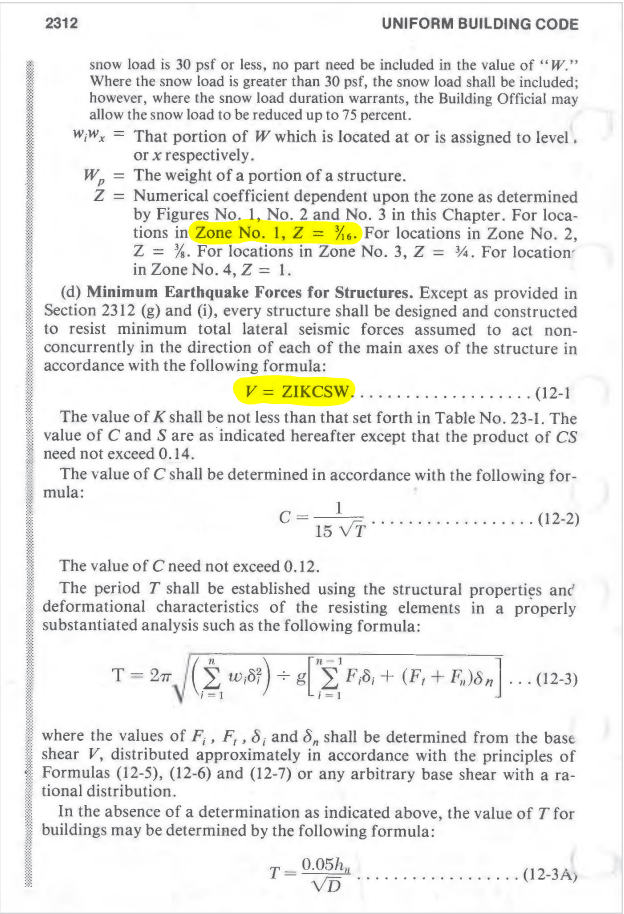 2312 UNIFORM BUILDING CODE
snow load is 30 psf or less, no part need be included in the value of “W.”
Where the snow load is greater than 30 psf, the snow load shall be included;
however, where the snow load duration warrants, the Building Official may
allow the snow load to be reduced up to 75 percent.
wᵢwₓ = That portion of W which is located at or is assigned to level
or x respectively.
Wₚ = The weight of a portion of a structure.
Z = Numerical coefficient dependent upon the zone as determined
by Figures No. 1, No. 2 and No. 3 in this Chapter. For loca-
tions in Zone No. 1, Z = 3/16. For locations in Zone No. 2,
Z = 3/8. For locations in Zone No. 3, Z = 3/4. For location
in Zone No. 4, Z = 1.
(d) Minimum Earthquake Forces for Structures. Except as provided in
Section 2312 (g) and (i), every structure shall be designed and constructed
to resist minimum total lateral seismic forces assumed to act non-
concurrently in the direction of each of the main axes of the structure in
accordance with the following formula:
V = ZIKCSW. . . . . . . . . . . . . . . . . . . (12-1
The value of K shall be not less than that set forth in Table No. 23-I. The
value of C and S are as indicated hereafter except that the product of CS
need not exceed 0.14.
The value of C shall be determined in accordance with the following for-
mula:
C = 1 / 15 √T . . . . . . . . . . . . . . . . . . (12-2)
The value of C need not exceed 0.12.
The period T shall be established using the structural properties and
deformational characteristics of the resisting elements in a properly
substantiated analysis such as the following formula:
T = 2π √((n Σ i = 1 wᵢδᵢ²) ÷ g[n − 1 Σ i = 1 Fᵢδᵢ + (Fₜ + Fₙ)δₙ] . . . (12-3)
where the values of Fᵢ, Fₜ, δᵢ and δₙ shall be determined from the base
shear V, distributed approximately in accordance with the principles of
Formulas (12-5), (12-6) and (12-7) or any arbitrary base shear with a ra-
tional distribution.
In the absence of a determination as indicated above, the value of T for
buildings may be determined by the following formula:
T = 0.05hₙ / √D . . . . . . . . . . . . . . . . . . (12-3A)